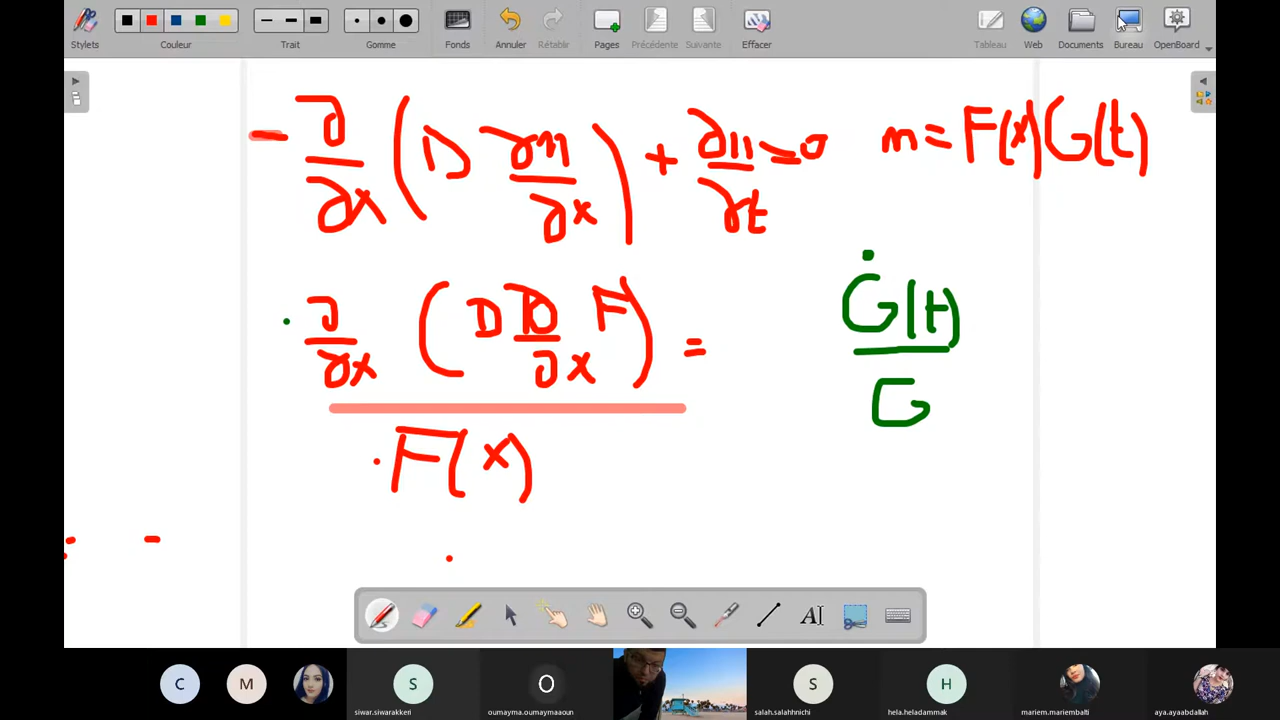 Stylets Couleur Trait Gomme Fonds Annuler Rétablir Pages Précédente Suivante Effacer Tableau Web Documents Bureau OpenBoard
- ∂/∂x ( D ∂n/∂x ) + ∂n/∂t = 0 n = F(x) G(t)
∂/∂x ( D ∂/∂x F ) = Ġ(t)
F(x) G
C M S O S H
siwar.siwarakkeri oumayma.oumaymaaoun salah.salahhnichi hela.heladammak mariem.mariembalti aya.ayaabdallah